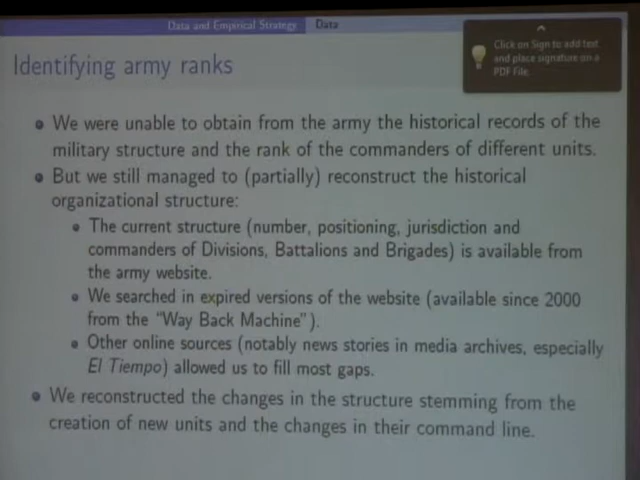 Data and Empirical Strategy Data
Click on Sign to add text
and place signature on a
PDF File.
Identifying army ranks
We were unable to obtain from the army the historical records of the
military structure and the rank of the commanders of different units.
But we still managed to (partially) reconstruct the historical
organizational structure:
The current structure (number, positioning, jurisdiction and
commanders of Divisions, Battalions and Brigades) is available from
the army website.
We searched in expired versions of the website (available since 2000
from the “Way Back Machine”).
Other online sources (notably news stories in media archives, especially
El Tiempo) allowed us to fill most gaps.
We reconstructed the changes in the structure stemming from the
creation of new units and the changes in their command line.